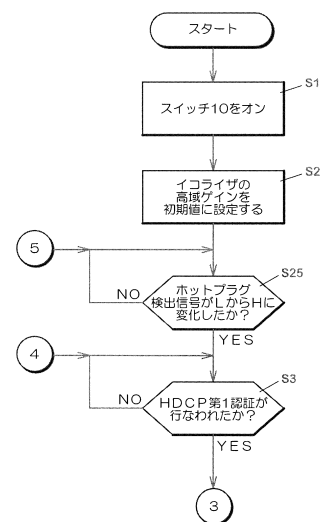 スタート
S1
スイッチ10をオン
S2
イコライザの
高域ゲインを
初期値に設定する
5
S25
ホットプラグ
検出信号がLからHに
変化したか？
NO
YES
4
S3
HDCP第1認証が
行なわれたか？
NO
YES
3